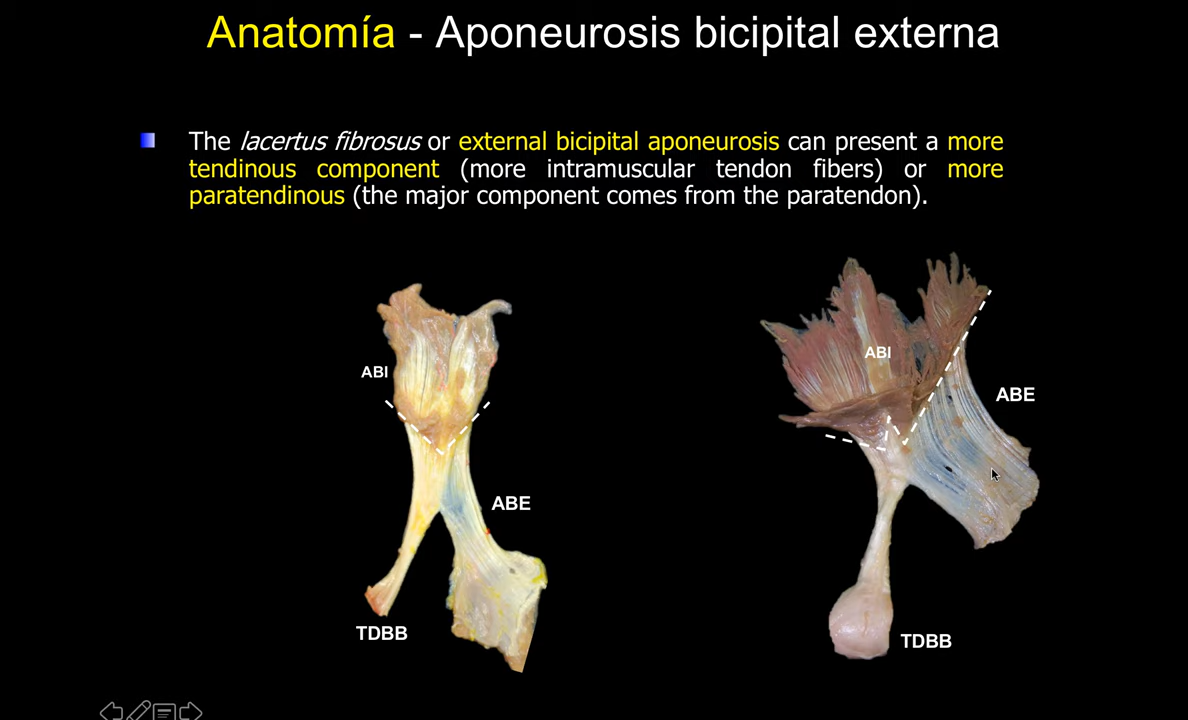 Anatomía - Aponeurosis bicipital externa
The lacertus fibrosus or external bicipital aponeurosis can present a more
tendinous component (more intramuscular tendon fibers) or more
paratendinous (the major component comes from the paratendon).
ABI
ABE
TDBB
ABI
ABE
TDBB